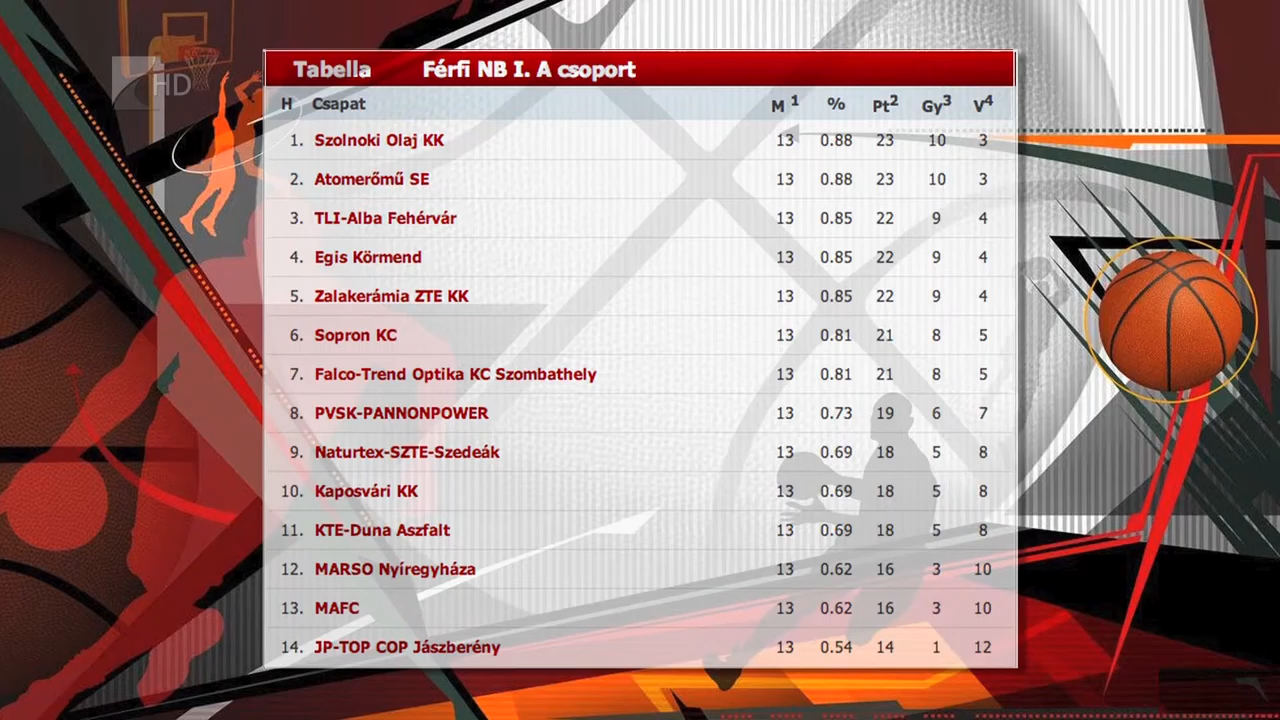 HD
Tabella Férfi NB I. A csoport
H Csapat M 1 % Pt2 Gy3 V4
1. Szolnoki Olaj KK 13 0.88 23 10 3
2. Atomerőmű SE 13 0.88 23 10 3
3. TLI-Alba Fehérvár 13 0.85 22 9 4
4. Egis Körmend 13 0.85 22 9 4
5. Zalakerámia ZTE KK 13 0.85 22 9 4
6. Sopron KC 13 0.81 21 8 5
7. Falco-Trend Optika KC Szombathely 13 0.81 21 8 5
8. PVSK-PANNONPOWER 13 0.73 19 6 7
9. Naturtex-SZTE-Szedeák 13 0.69 18 5 8
10. Kaposvári KK 13 0.69 18 5 8
11. KTE-Duna Aszfalt 13 0.69 18 5 8
12. MARSO Nyíregyháza 13 0.62 16 3 10
13. MAFC 13 0.62 16 3 10
14. JP-TOP COP Jászberény 13 0.54 14 1 12